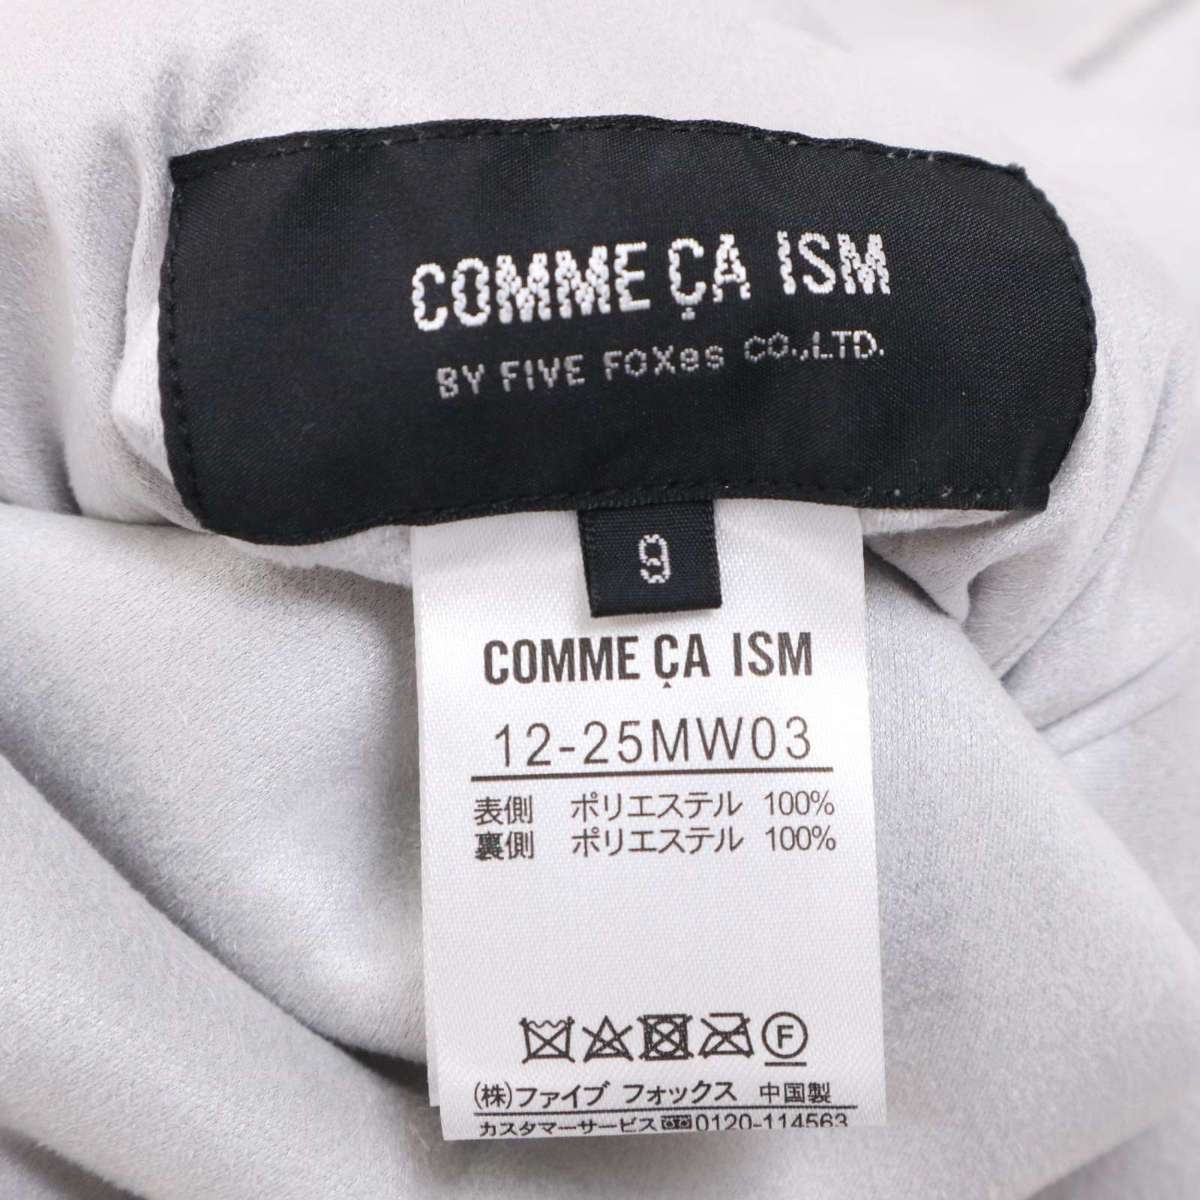 COMME ÇA ISM
BY FIVE FOXes CO.,LTD.
9
COMME ÇA ISM
12-25MW03
表側 ポリエステル 100%
裏側 ポリエステル 100%
F
(株)ファイブ フォックス 中国製
カスタマーサービス 0120-114563